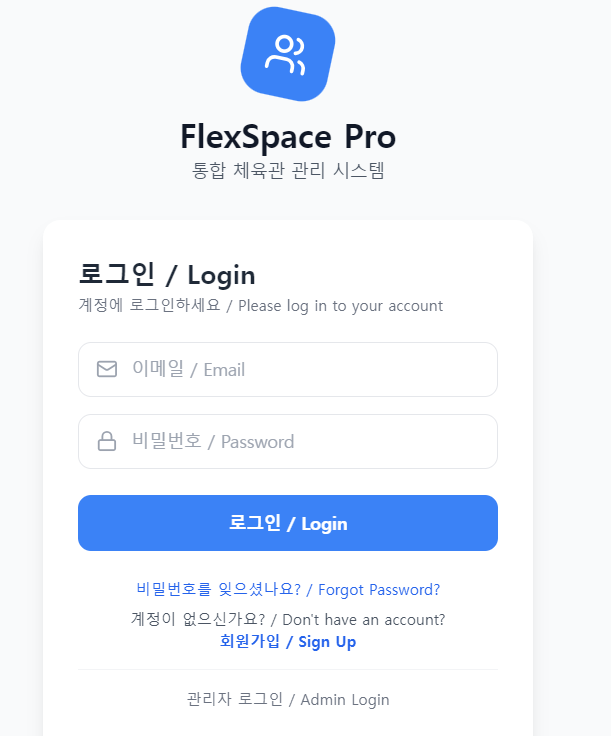 FlexSpace Pro
통합 체육관 관리 시스템
로그인 / Login
계정에 로그인하세요 / Please log in to your account
이메일 / Email
비밀번호 / Password
로그인 / Login
비밀번호를 잊으셨나요? / Forgot Password?
계정이 없으신가요? / Don't have an account?
회원가입 / Sign Up
관리자 로그인 / Admin Login